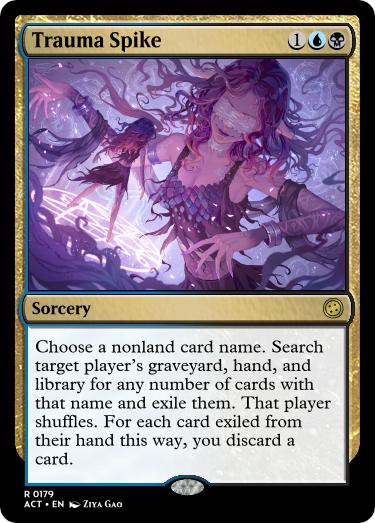 Trauma Spike
1
Sorcery
Choose a nonland card name. Search
target player's graveyard, hand, and
library for any number of cards with
that name and exile them. That player
shuffles. For each card exiled from
their hand this way, you discard a
card.
R 0179
ACT • EN Ziya Gao